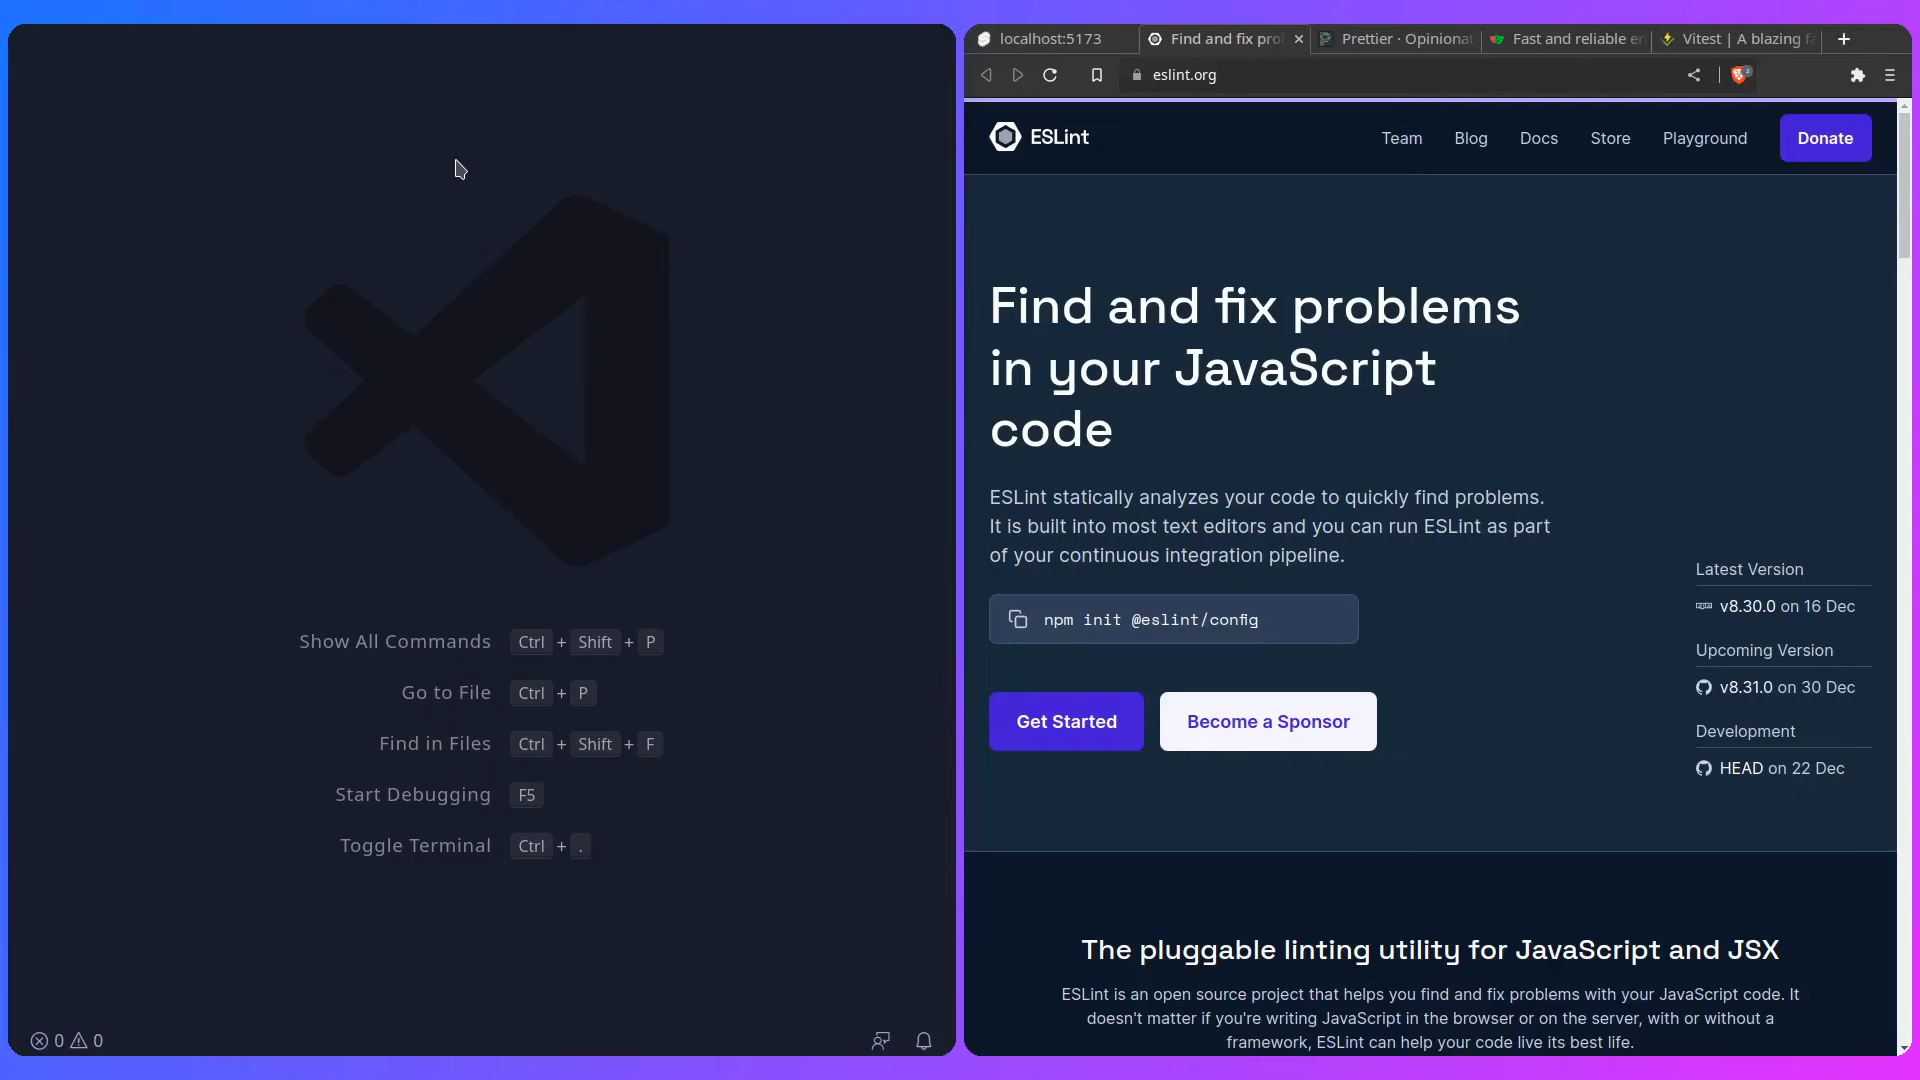 Show All Commands Ctrl + Shift + P
Go to File Ctrl + P
Find in Files Ctrl + Shift + F
Start Debugging F5
Toggle Terminal Ctrl + .
0 0
localhost:5173
Find and fix pro
Prettier · Opinionat
Fast and reliable en
Vitest | A blazing fa
eslint.org
2
ESLint
Team Blog Docs Store Playground Donate
Find and fix problems
in your JavaScript
code
ESLint statically analyzes your code to quickly find problems.
It is built into most text editors and you can run ESLint as part
of your continuous integration pipeline.
npm init @eslint/config
Get Started Become a Sponsor
Latest Version
v8.30.0 on 16 Dec
Upcoming Version
v8.31.0 on 30 Dec
Development
HEAD on 22 Dec
The pluggable linting utility for JavaScript and JSX
ESLint is an open source project that helps you find and fix problems with your JavaScript code. It
doesn't matter if you're writing JavaScript in the browser or on the server, with or without a
framework, ESLint can help your code live its best life.